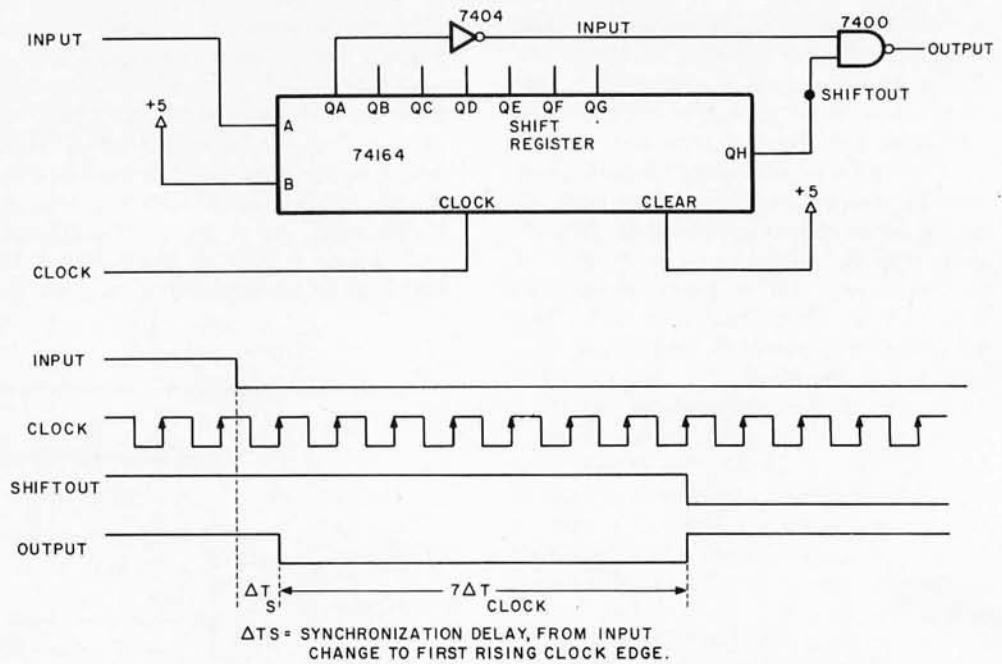 7404
7400
INPUT
INPUT
OUTPUT
+5
QA QB QC QD QE QF QG
SHIFTOUT
A
SHIFT
REGISTER
74164
QH
B
+5
CLOCK
CLEAR
CLOCK
INPUT
CLOCK
SHIFTOUT
OUTPUT
ΔT S
7ΔT CLOCK
ΔTS = SYNCHRONIZATION DELAY, FROM INPUT
CHANGE TO FIRST RISING CLOCK EDGE.